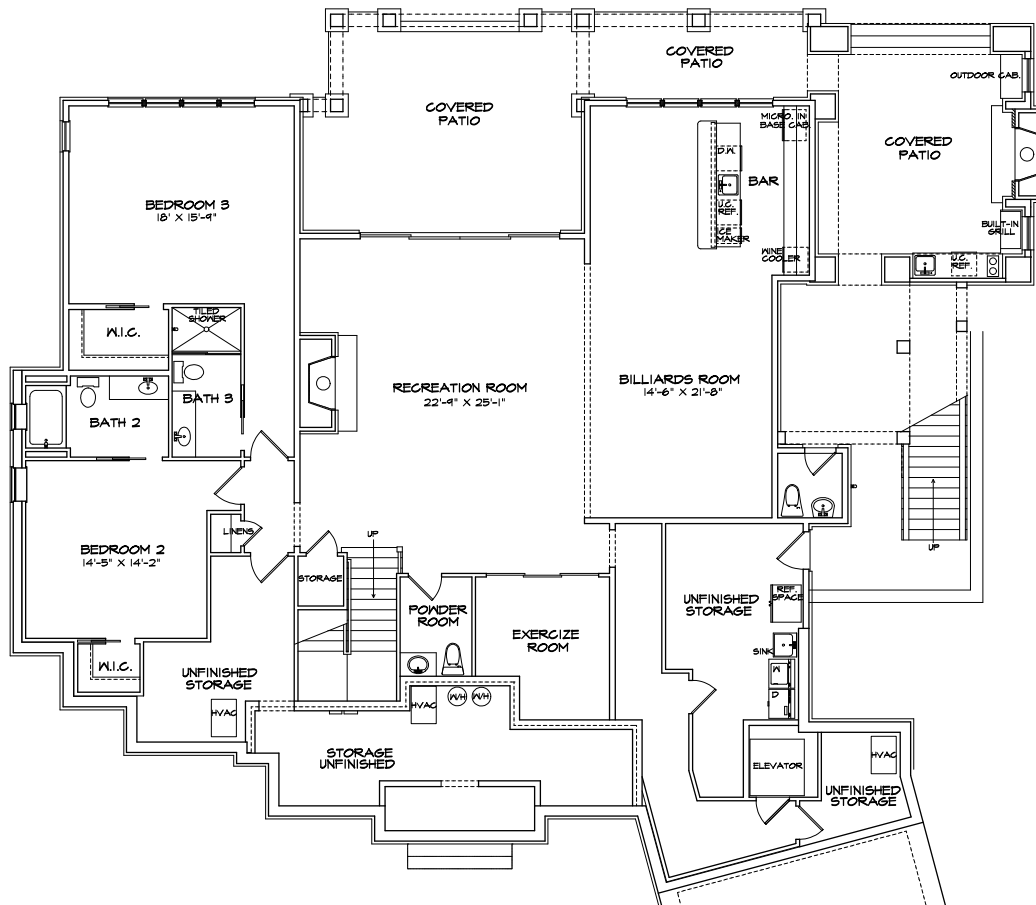 COVERED
PATIO
OUTDOOR CAB.
COVERED
PATIO
MICRO. IN
BASE CAB.
COVERED
PATIO
D.W.
BAR
BEDROOM 3
18' X 15'-9"
U.C.
REF.
ICE
MAKER
BUILT-IN
GRILL
WINE
COOLER
U.C.
REF.
TILED
SHOWER
W.I.C.
RECREATION ROOM
22'-9" X 25'-1"
BILLIARDS ROOM
14'-6" X 21'-8"
BATH 3
BATH 2
LINENS
UP
UP
BEDROOM 2
14'-5" X 14'-2"
STORAGE
REF.
SPACE
UNFINISHED
STORAGE
POWDER
ROOM
EXERCIZE
ROOM
SINK
W.I.C.
UNFINISHED
STORAGE
W
D
HVAC
HVAC
W/H
W/H
STORAGE
UNFINISHED
ELEVATOR
HVAC
UNFINISHED
STORAGE